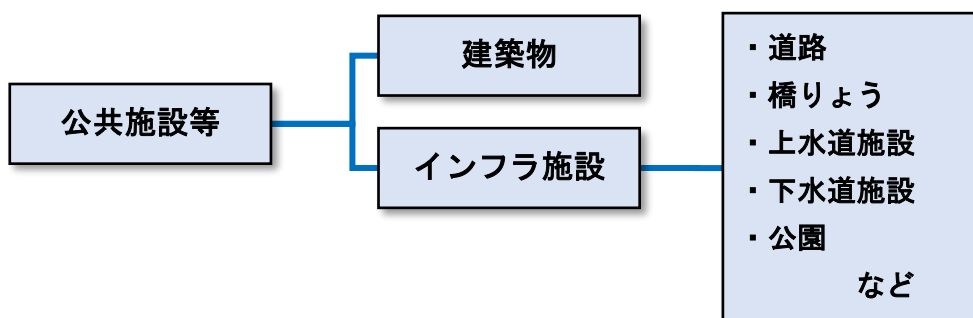 公共施設等
建築物
インフラ施設
・道路
・橋りょう
・上水道施設
・下水道施設
・公園
など